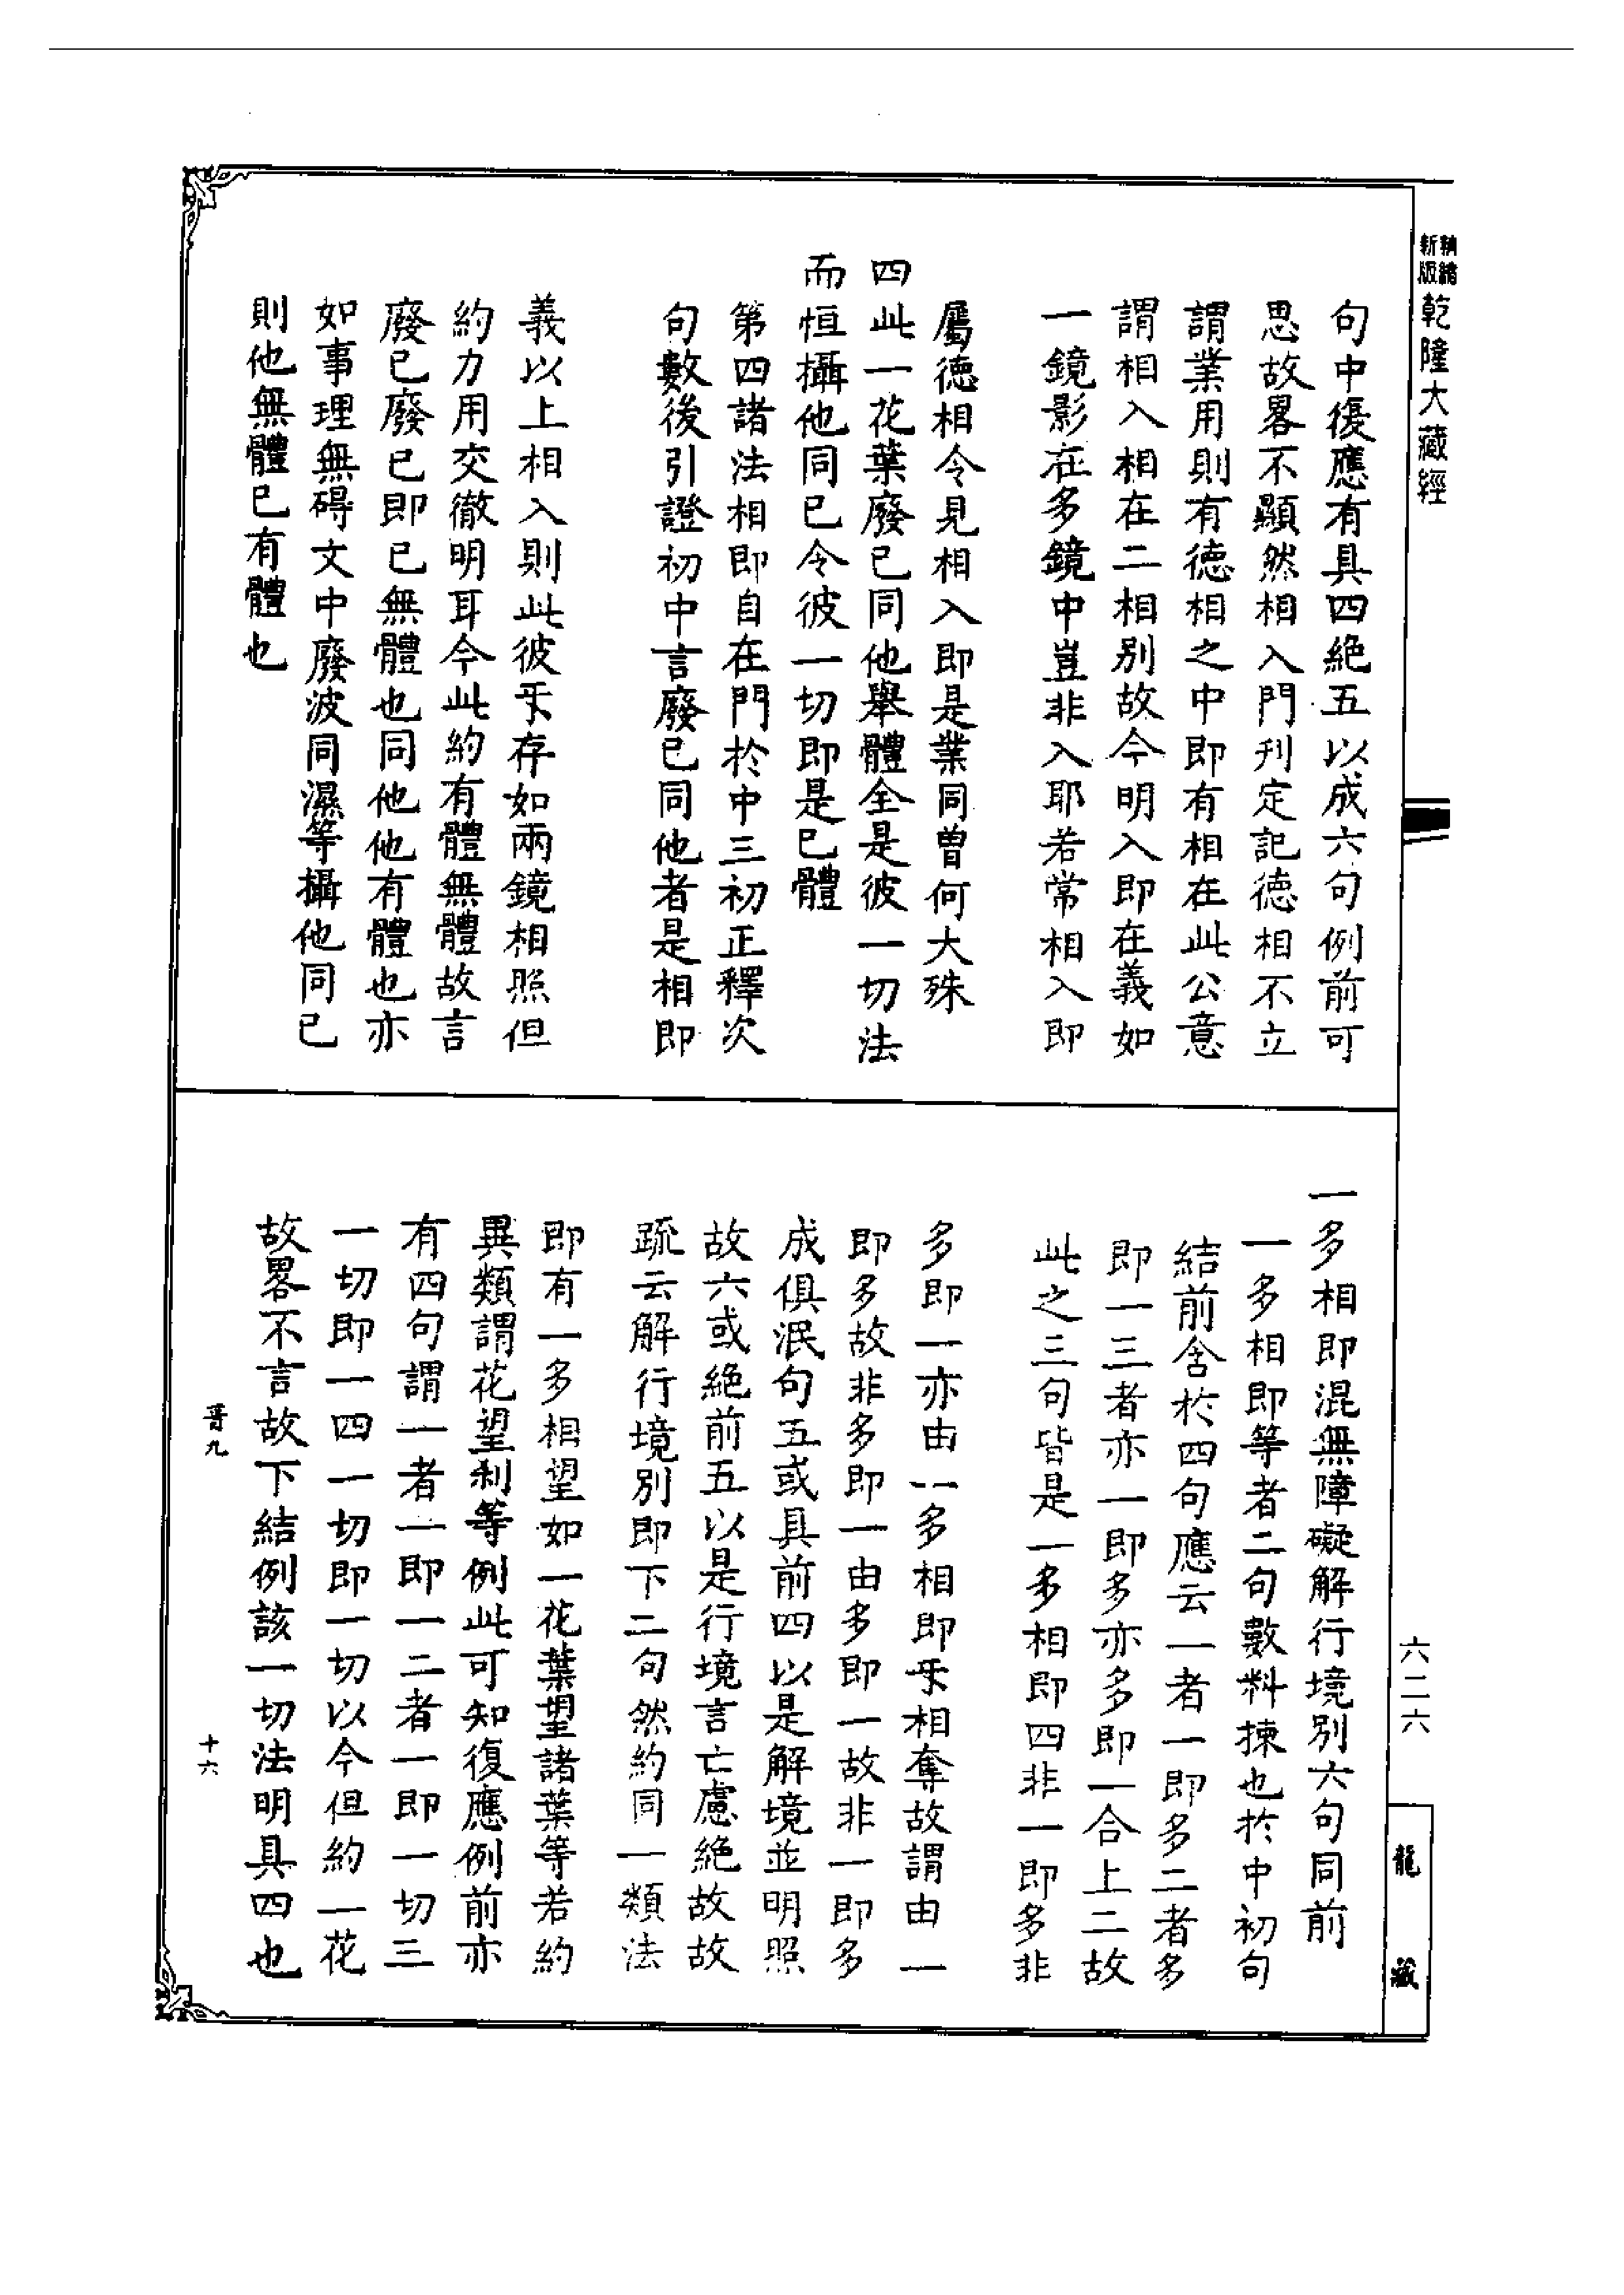 新版
乾隆大藏經
句中復應有具四絶五以成六句例前可
思故畧不顯然相入門刋定記德相不立
謂業用則有德相之中即有相在此公意
謂相入相在二相別故今明入即在義如
一鏡影在多鏡中豈非入耶若常相入即
屬德相令見相入即是業同曽何大殊
四此一花葉廢已同他舉體全是彼一切法
而恒攝他同已令彼一切即是已體
第四諸法相即自在門於中三初正釋次
句數後引證初中言廢已同他者是相即
義以上相入則此彼㸦存如兩鏡相照但
約力用交徹明耳今此約有體無體故言
廢已廢已即已無體也同他他有體也亦
如事理無碍文中廢波同濕等攝他同已
則他無體已有體也
一多相即混無障礙解行境別六句同前
一多相即等者二句數料揀也於中初句
結前含於四句應云一者一即多二者多
即一三者亦一即多亦多即一合上二故
此之三句皆是一多相即四非一即多非
多即一亦由一多相即㸦相奪故謂由一
即多故非多即一由多即一故非一即多
成俱泯句五或具前四以是解境並明照
故六或絶前五以是行境言亡慮絶故故
疏云解行境別即下二句然約同一類法
即有一多相望如一花葉望諸葉等若約
異類謂花望刹等例此可知復應例前亦
有四句謂一者一即一二者一即一切三
一切即一四一切即一切以今但約一花
故畧不言故下結例該一切法明具四也
十六
六二六
龍藏